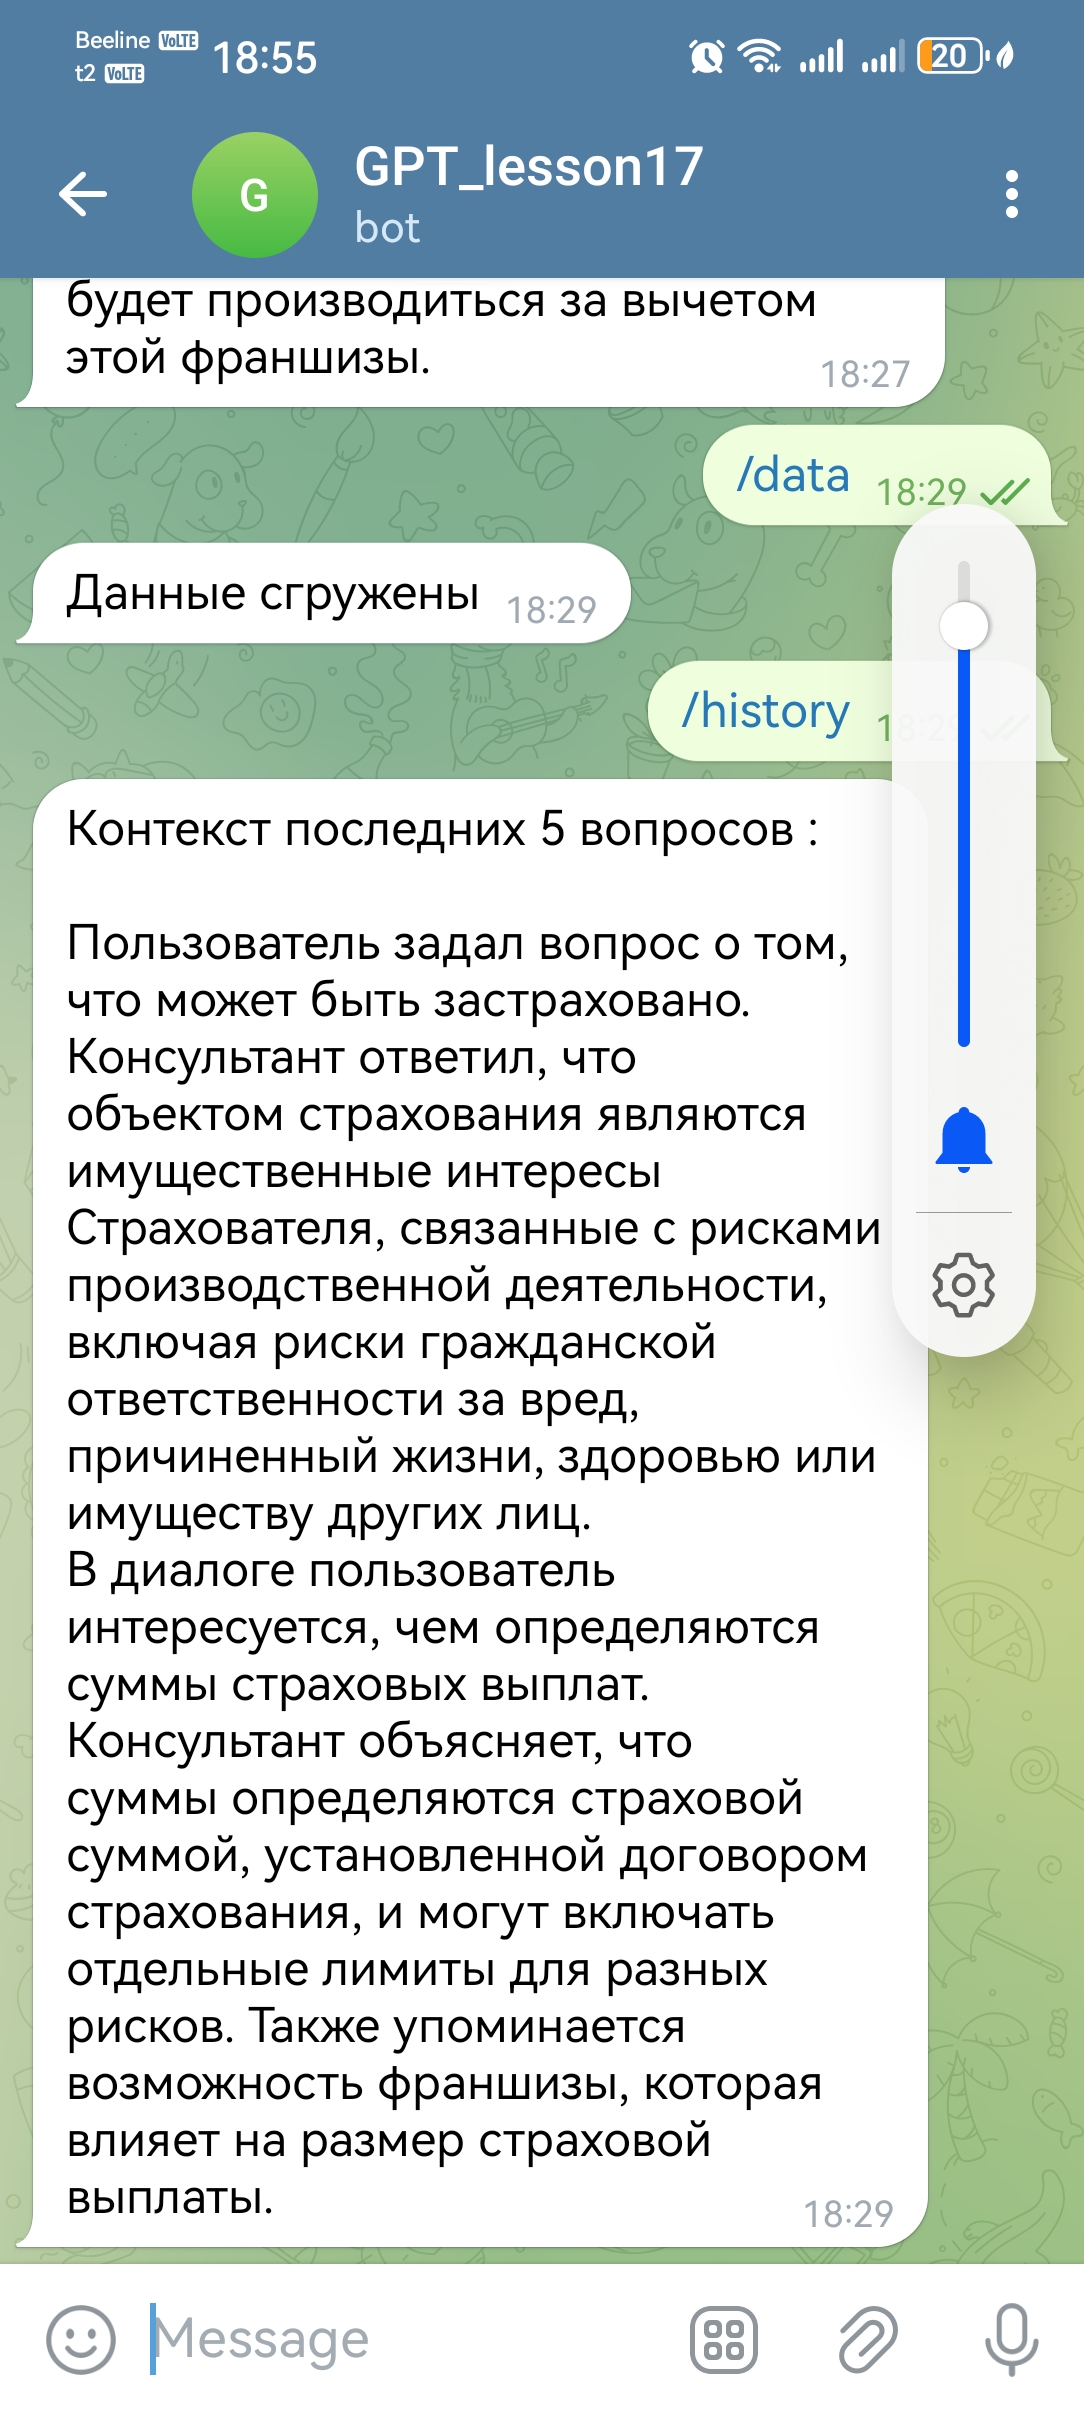 Beeline VoLTE 18:55 20
t2 VoLTE
G GPT_lesson17
bot
будет производиться за вычетом
этой франшизы. 18:27
/data 18:29
Данные сгружены 18:29
/history 18:29
Контекст последних 5 вопросов :
Пользователь задал вопрос о том,
что может быть застраховано.
Консультант ответил, что
объектом страхования являются
имущественные интересы
Страхователя, связанные с рисками
производственной деятельности,
включая риски гражданской
ответственности за вред,
причиненный жизни, здоровью или
имуществу других лиц.
В диалоге пользователь
интересуется, чем определяются
суммы страховых выплат.
Консультант объясняет, что
суммы определяются страховой
суммой, установленной договором
страхования, и могут включать
отдельные лимиты для разных
рисков. Также упоминается
возможность франшизы, которая
влияет на размер страховой
выплаты. 18:29
Message